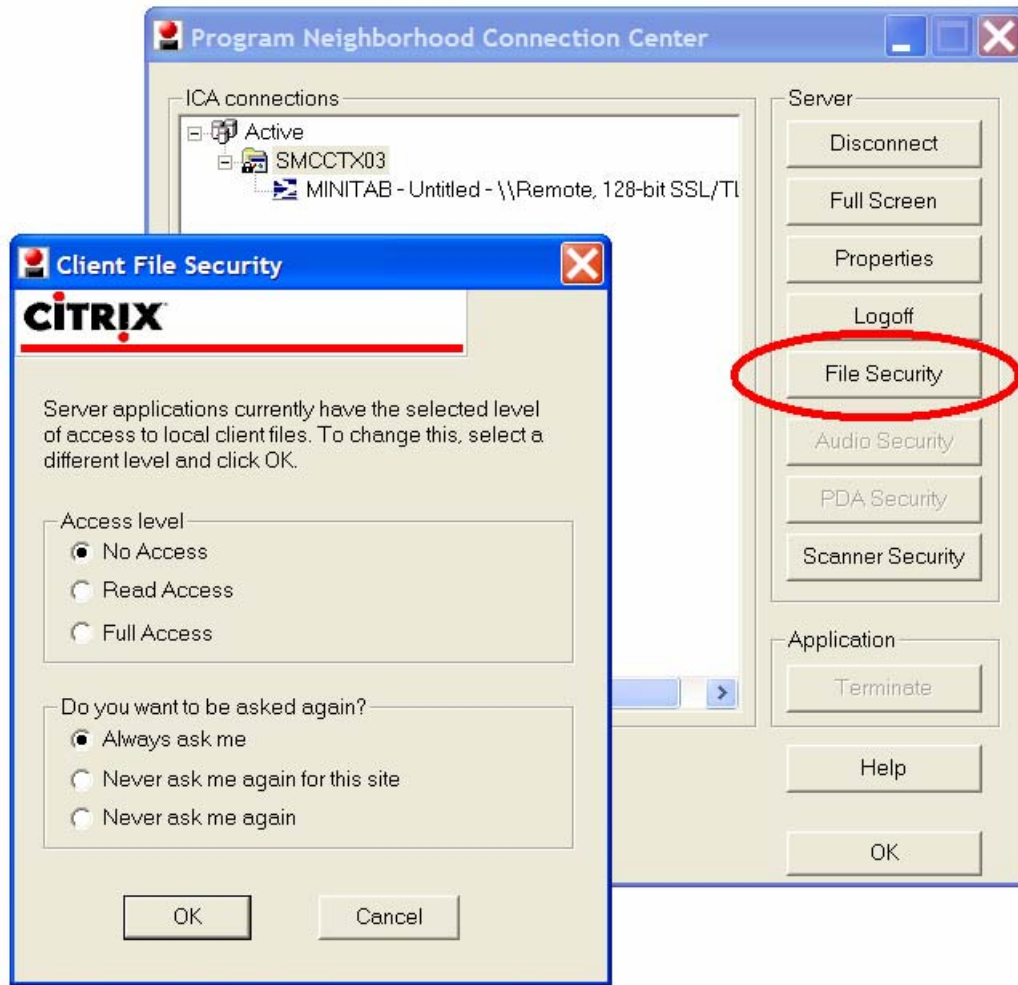 Program Neighborhood Connection Center
ICA connections
Active
SMCCTX03
MINITAB - Untitled - \\Remote, 128-bit SSL/TL
Server
Disconnect
Full Screen
Properties
Logoff
File Security
Audio Security
PDA Security
Scanner Security
Application
Terminate
Help
OK
Client File Security
CITRIX
Server applications currently have the selected level
of access to local client files. To change this, select a
different level and click OK.
Access level
No Access
Read Access
Full Access
Do you want to be asked again?
Always ask me
Never ask me again for this site
Never ask me again
OK
Cancel